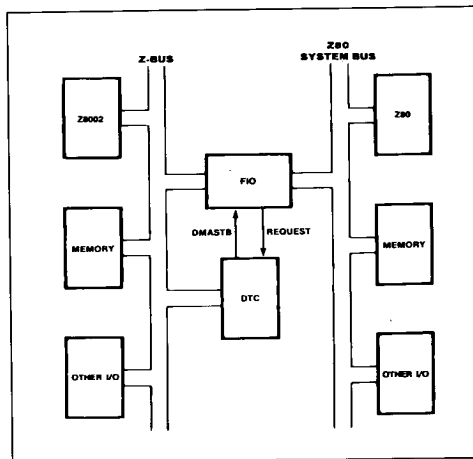 Z-BUS
Z80
SYSTEM BUS
Z8002
Z80
FIO
DMASTB
REQUEST
MEMORY
MEMORY
DTC
OTHER I/O
OTHER I/O